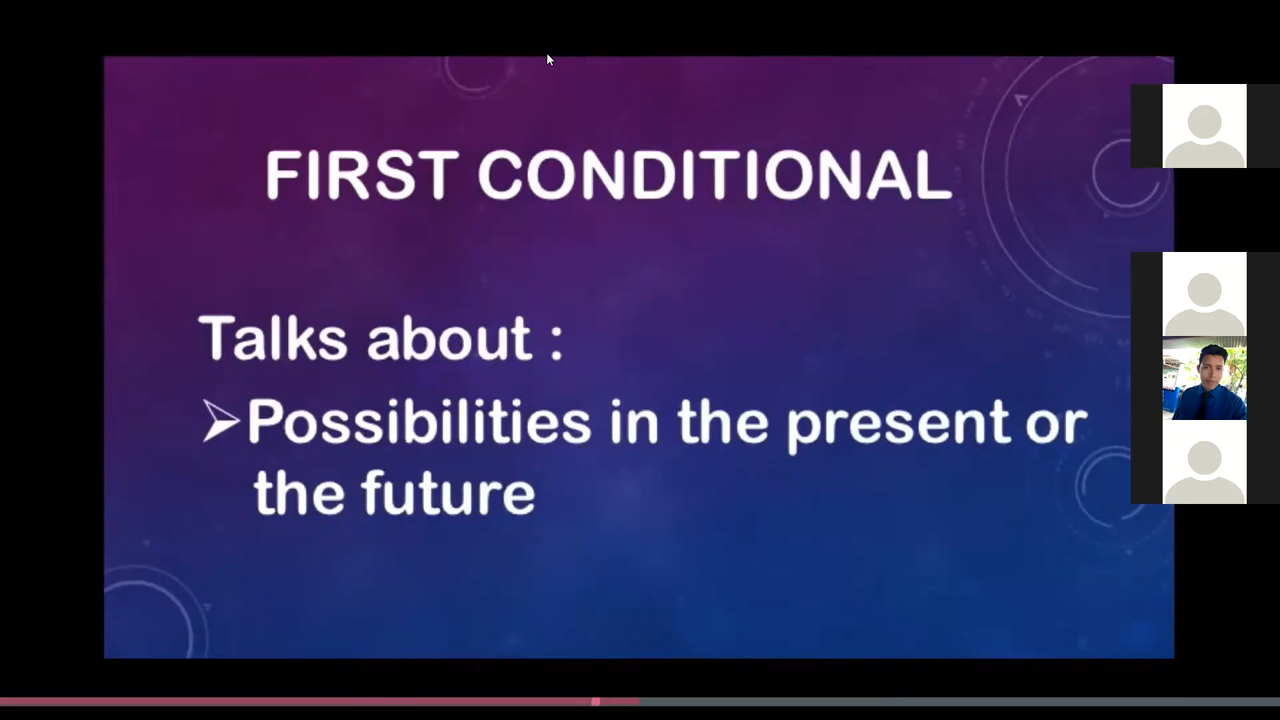 FIRST CONDITIONAL
Talks about :
➢Possibilities in the present or
the future